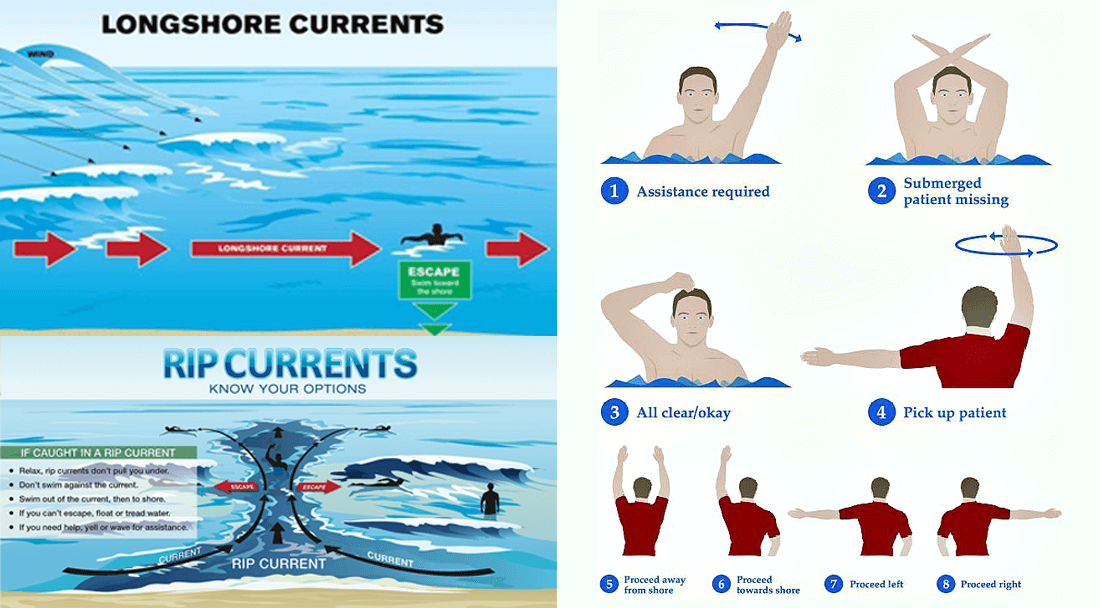 LONGSHORE CURRENTS
WIND
LONGSHORE CURRENT
ESCAPE
Swim toward
the shore
RIP CURRENTS
KNOW YOUR OPTIONS
IF CAUGHT IN A RIP CURRENT
• Relax, rip currents don't pull you under.
• Don't swim against the current.
• Swim out of the current, then to shore.
• If you can't escape, float or tread water.
• If you need help, yell or wave for assistance.
ESCAPE
ESCAPE
CURRENT
RIP CURRENT
CURRENT
1 Assistance required
2 Submerged
patient missing
3 All clear/okay
4 Pick up patient
5 Proceed away
from shore
6 Proceed
towards shore
7 Proceed left
8 Proceed right